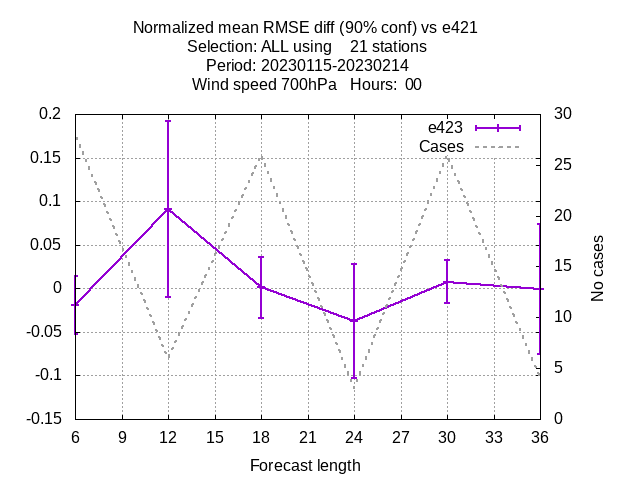 Normalized mean RMSE diff (90% conf) vs e421
Selection: ALL using    21 stations
Period: 20230115-20230214
Wind speed 700hPa   Hours:  00
e423
Cases
0.2
0.15
0.1
0.05
0
-0.05
-0.1
-0.15
30
25
20
15
10
5
0
No cases
6 9 12 15 18 21 24 27 30 33 36
Forecast length